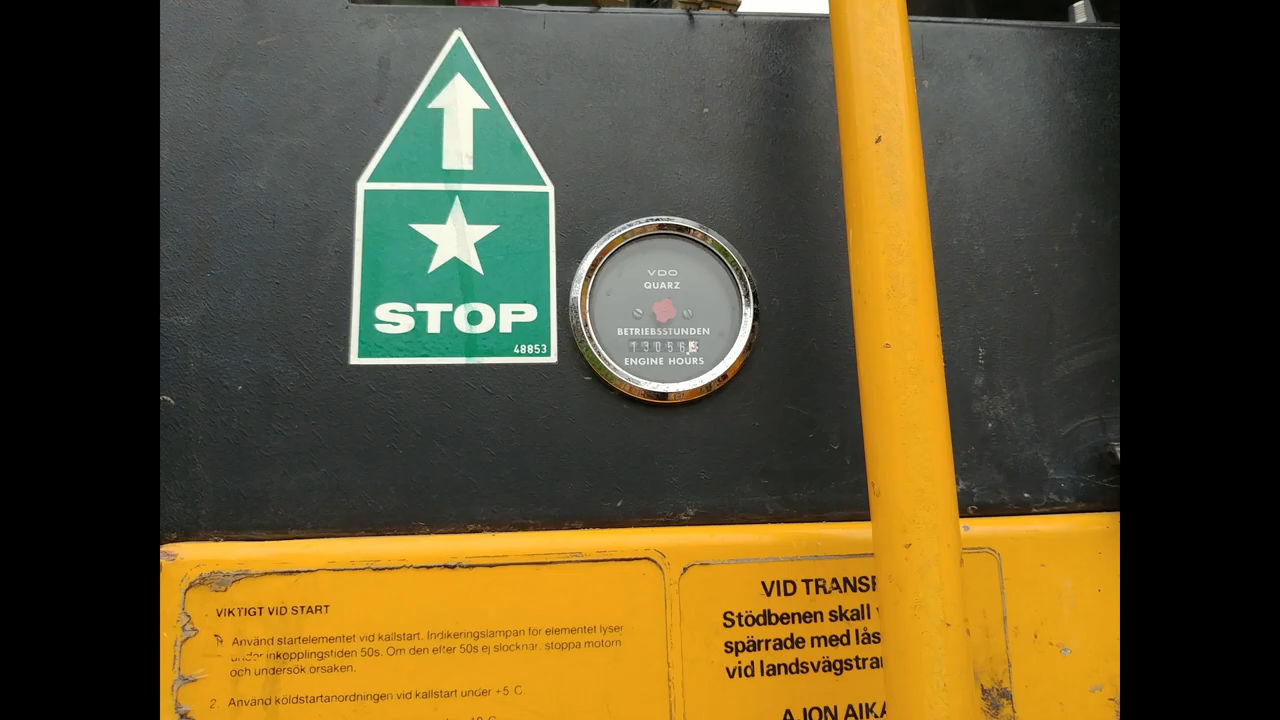 STOP
48853
VDO
QUARZ
BETRIEBSSTUNDEN
13056
ENGINE HOURS
VIKTIGT VID START
Använd startelementet vid kallstart. Indikeringslampan för elementet lyser
under inkopplingstiden 50s. Om den efter 50s ej slocknar, stoppa motorn
och undersök orsaken.
2. Använd köldstartanordningen vid kallstart under +5 C.
VID TRANS
Stödbenen skall
spärrade med lås
vid landsvägstra
AJON AIKA